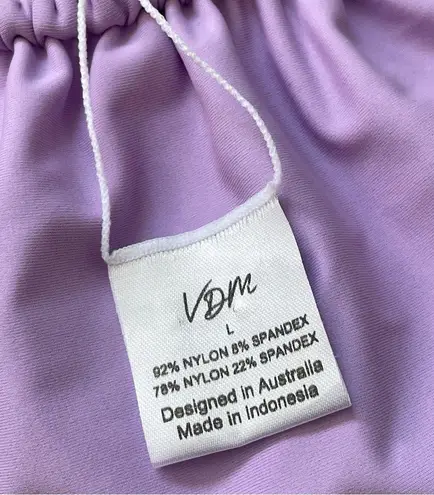 VDM
L
92% NYLON 8% SPANDEX
78% NYLON 22% SPANDEX
Designed in Australia
Made in Indonesia